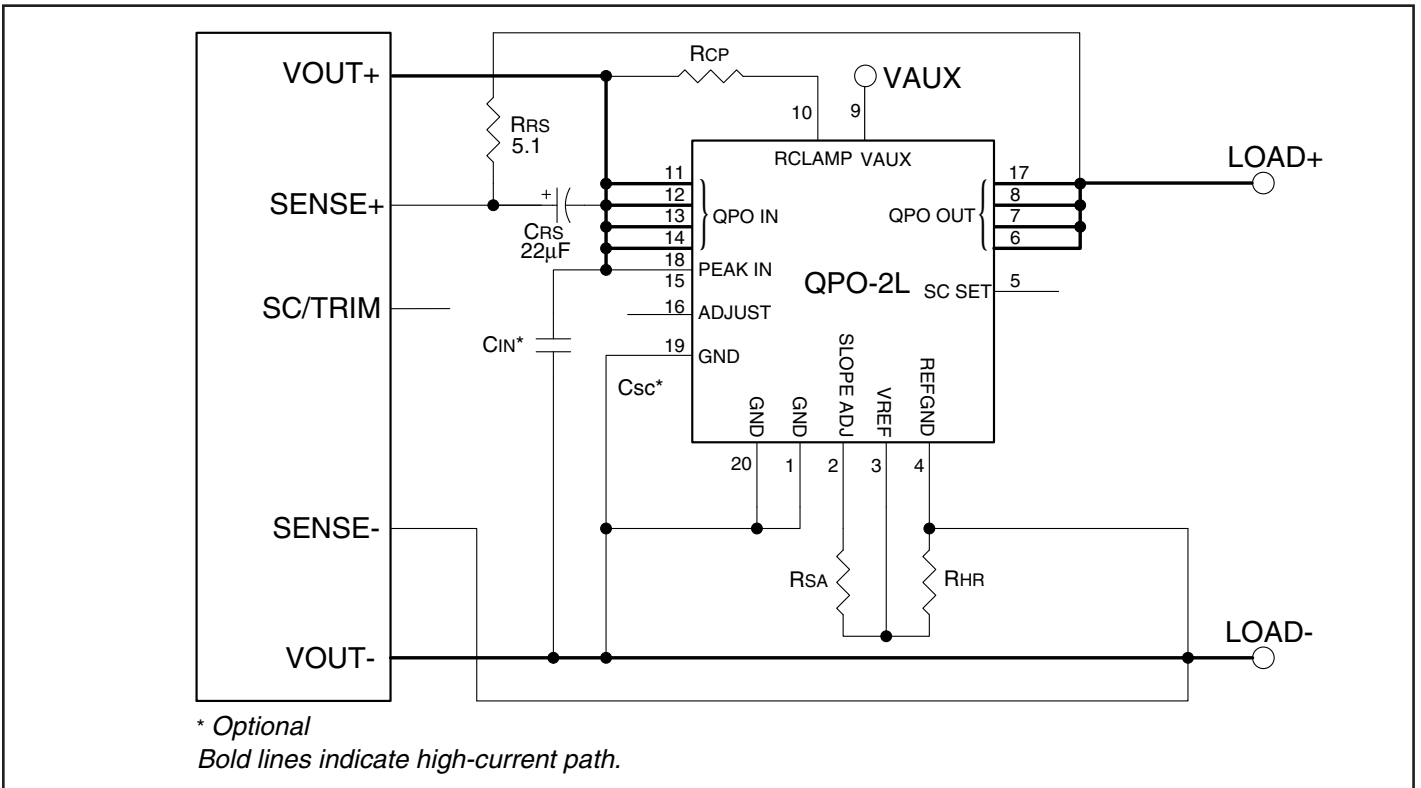 VOUT+
RCP
VAUX
10
9
RRS
5.1
RCLAMP VAUX
LOAD+
11
17
SENSE+
12
8
+
13
QPO IN
QPO OUT
7
CRS
22µF
14
6
18
PEAK IN
15
QPO-2L
SC SET
5
SC/TRIM
16
ADJUST
CIN*
19
GND
Csc*
GND
GND
SLOPE ADJ
VREF
REFGND
20
1
2
3
4
SENSE-
RSA
RHR
LOAD-
VOUT-
* Optional
Bold lines indicate high-current path.